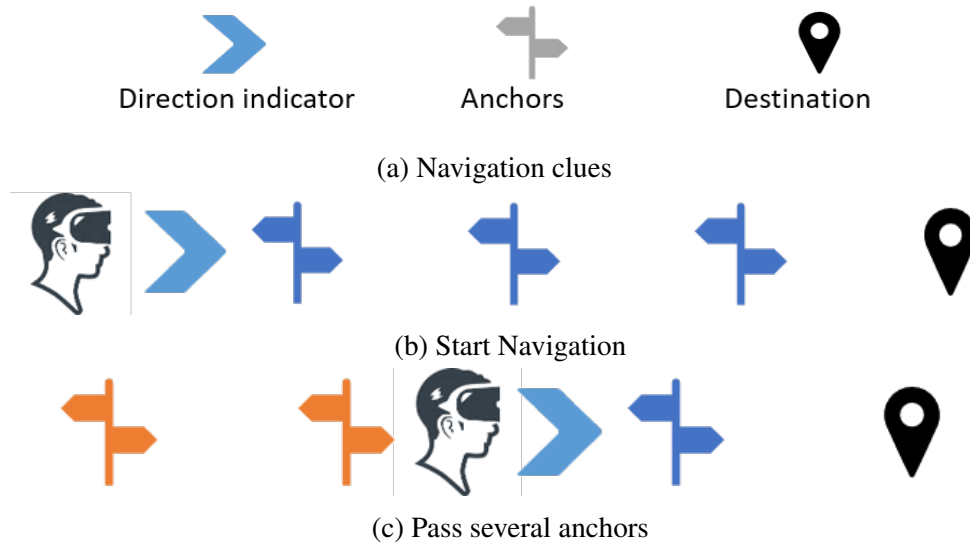 Direction indicator Anchors Destination
(a) Navigation clues
(b) Start Navigation
(c) Pass several anchors